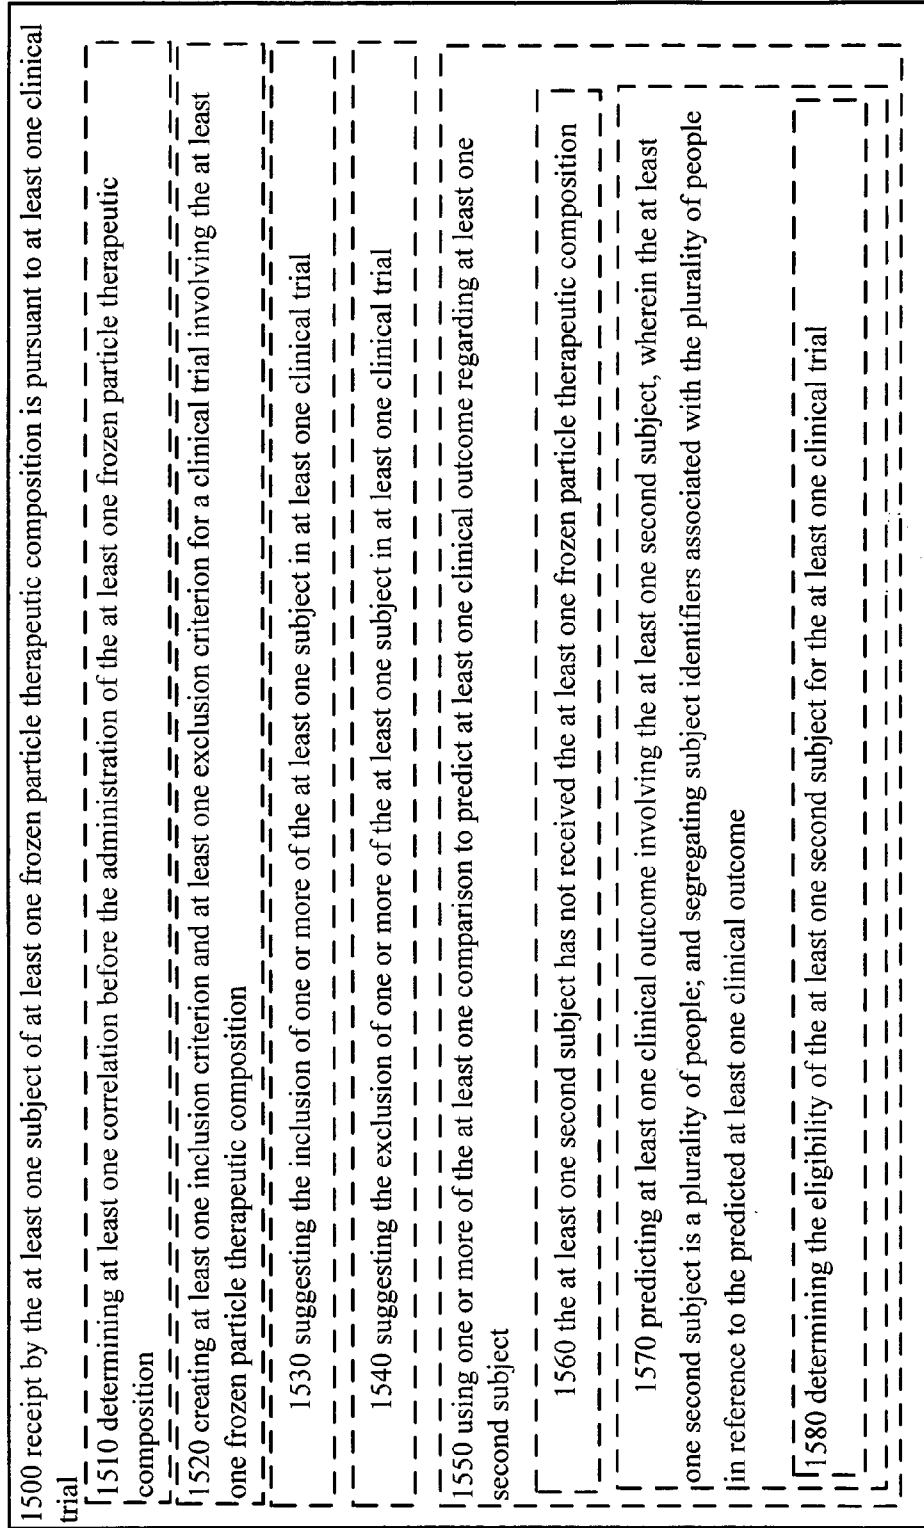 1500 receipt by the at least one subject of at least one frozen particle therapeutic composition is pursuant to at least one clinical
trial
1510 determining at least one correlation before the administration of the at least one frozen particle therapeutic
composition
1520 creating at least one inclusion criterion and at least one exclusion criterion for a clinical trial involving the at least
one frozen particle therapeutic composition
1530 suggesting the inclusion of one or more of the at least one subject in at least one clinical trial
1540 suggesting the exclusion of one or more of the at least one subject in at least one clinical trial
1550 using one or more of the at least one comparison to predict at least one clinical outcome regarding at least one
second subject
1560 the at least one second subject has not received the at least one frozen particle therapeutic composition
1570 predicting at least one clinical outcome involving the at least one second subject, wherein the at least
one second subject is a plurality of people; and segregating subject identifiers associated with the plurality of people
in reference to the predicted at least one clinical outcome
1580 determining the eligibility of the at least one second subject for the at least one clinical trial